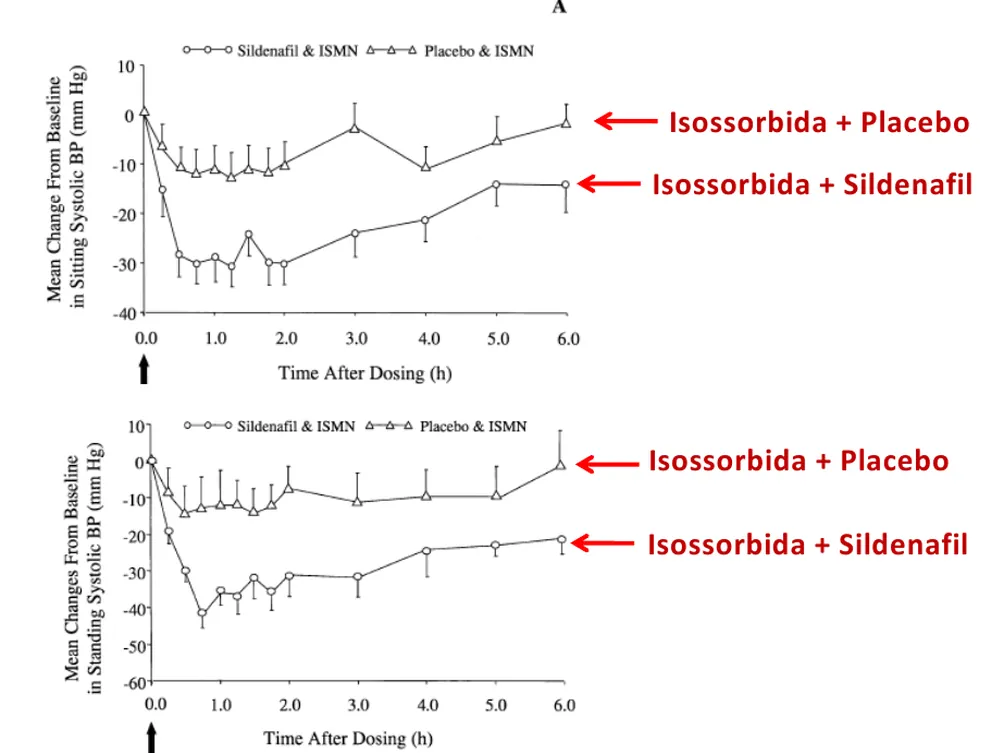 A
Sildenafil & ISMN Placebo & ISMN
Mean Change From Baseline
in Sitting Systolic BP (mm Hg)
10
0
-10
-20
-30
-40
0.0 1.0 2.0 3.0 4.0 5.0 6.0
Time After Dosing (h)
Isossorbida + Placebo
Isossorbida + Sildenafil
Sildenafil & ISMN Placebo & ISMN
Mean Changes From Baseline
in Standing Systolic BP (mm Hg)
10
0
-10
-20
-30
-40
-50
-60
0.0 1.0 2.0 3.0 4.0 5.0 6.0
Time After Dosing (h)
Isossorbida + Placebo
Isossorbida + Sildenafil